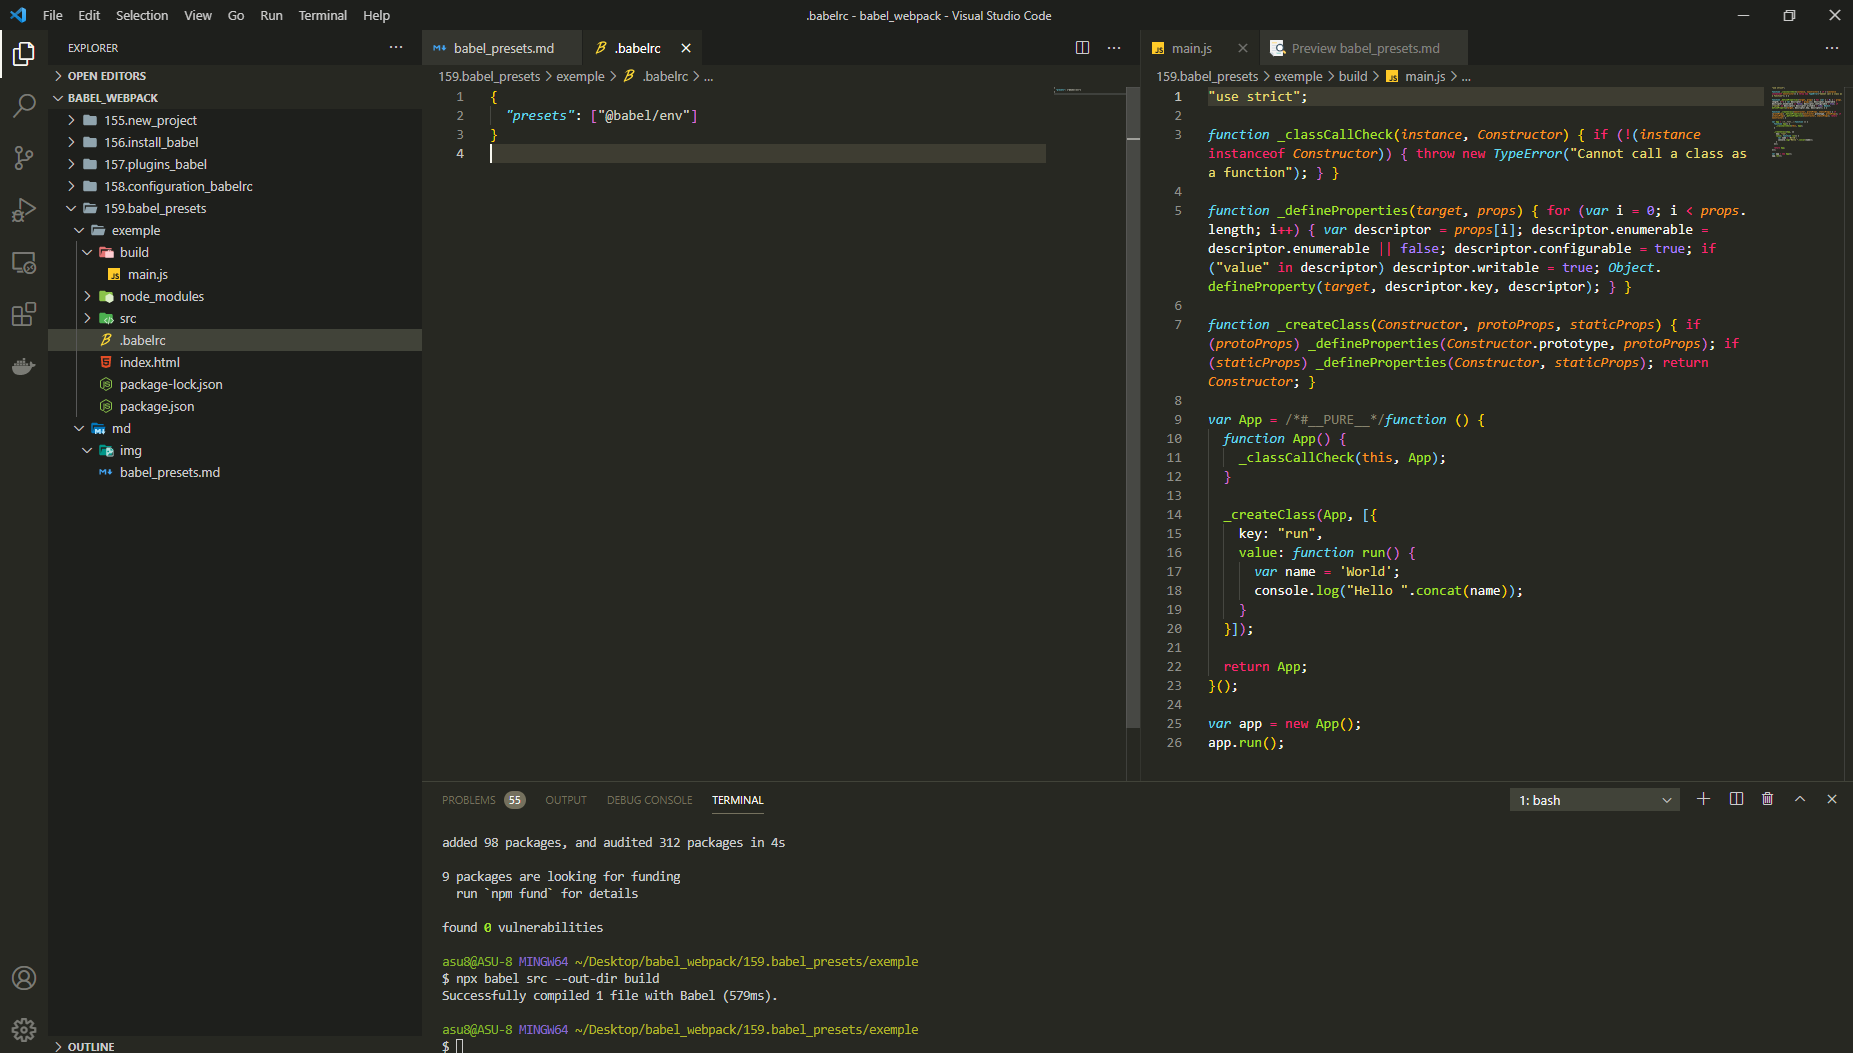 File Edit Selection View Go Run Terminal Help
.babelrc - babel_webpack - Visual Studio Code
EXPLORER
OPEN EDITORS
BABEL_WEBPACK
155.new_project
156.install_babel
157.plugins_babel
158.configuration_babelrc
159.babel_presets
exemple
build
main.js
node_modules
src
.babelrc
index.html
package-lock.json
package.json
md
img
babel_presets.md
OUTLINE
babel_presets.md .babelrc
159.babel_presets > exemple > .babelrc > ...
1 {
2 "presets": ["@babel/env"]
3 }
4
main.js Preview babel_presets.md
159.babel_presets > exemple > build > main.js > ...
1 "use strict";
2
3 function _classCallCheck(instance, Constructor) { if (!(instance
instanceof Constructor)) { throw new TypeError("Cannot call a class as
a function"); } }
4
5 function _defineProperties(target, props) { for (var i = 0; i < props.
length; i++) { var descriptor = props[i]; descriptor.enumerable =
descriptor.enumerable || false; descriptor.configurable = true; if
("value" in descriptor) descriptor.writable = true; Object.
defineProperty(target, descriptor.key, descriptor); } }
6
7 function _createClass(Constructor, protoProps, staticProps) { if
(protoProps) _defineProperties(Constructor.prototype, protoProps); if
(staticProps) _defineProperties(Constructor, staticProps); return
Constructor; }
8
9 var App = /*#__PURE__*/function () {
10 function App() {
11 _classCallCheck(this, App);
12 }
13
14 _createClass(App, [{
15 key: "run",
16 value: function run() {
17 var name = 'World';
18 console.log("Hello ".concat(name));
19 }
20 }]);
21
22 return App;
23 }();
24
25 var app = new App();
26 app.run();
PROBLEMS 55 OUTPUT DEBUG CONSOLE TERMINAL
1: bash
added 98 packages, and audited 312 packages in 4s
9 packages are looking for funding
run `npm fund` for details
found 0 vulnerabilities
asu8@ASU-8 MINGW64 ~/Desktop/babel_webpack/159.babel_presets/exemple
$ npx babel src --out-dir build
Successfully compiled 1 file with Babel (579ms).
asu8@ASU-8 MINGW64 ~/Desktop/babel_webpack/159.babel_presets/exemple
$